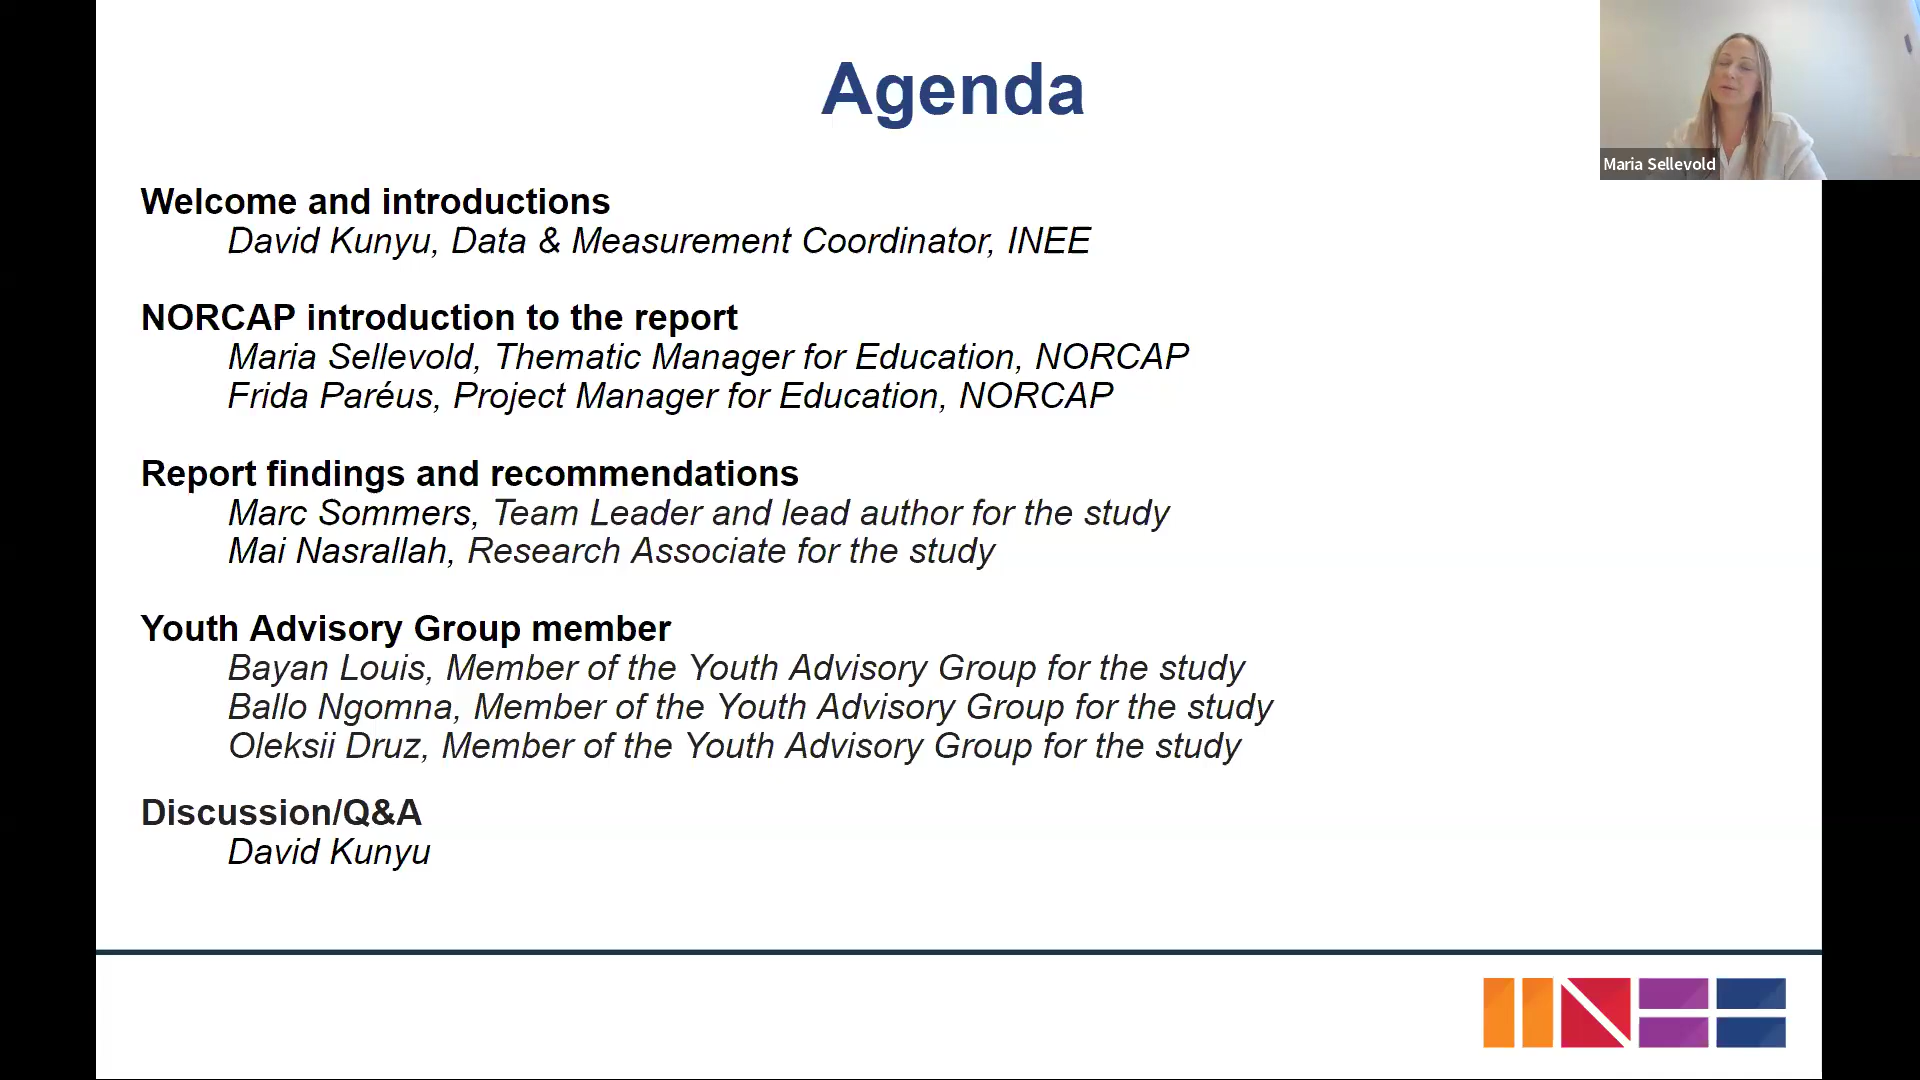 Agenda
Maria Sellevold
Welcome and introductions
David Kunyu, Data & Measurement Coordinator, INEE
NORCAP introduction to the report
Maria Sellevold, Thematic Manager for Education, NORCAP
Frida Paréus, Project Manager for Education, NORCAP
Report findings and recommendations
Marc Sommers, Team Leader and lead author for the study
Mai Nasrallah, Research Associate for the study
Youth Advisory Group member
Bayan Louis, Member of the Youth Advisory Group for the study
Ballo Ngomna, Member of the Youth Advisory Group for the study
Oleksii Druz, Member of the Youth Advisory Group for the study
Discussion/Q&A
David Kunyu
INEE